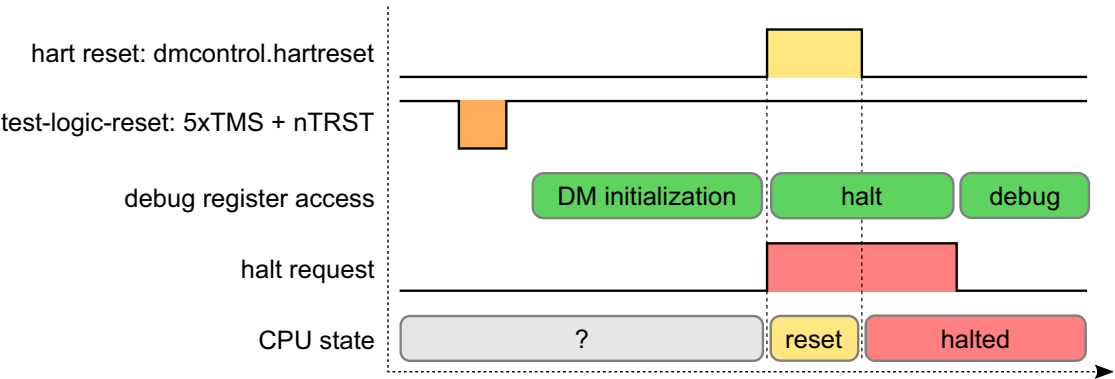 hart reset: dmcontrol.hartreset
test-logic-reset: 5xTMS + nTRST
debug register access
DM initialization
halt
debug
halt request
CPU state
?
reset
halted